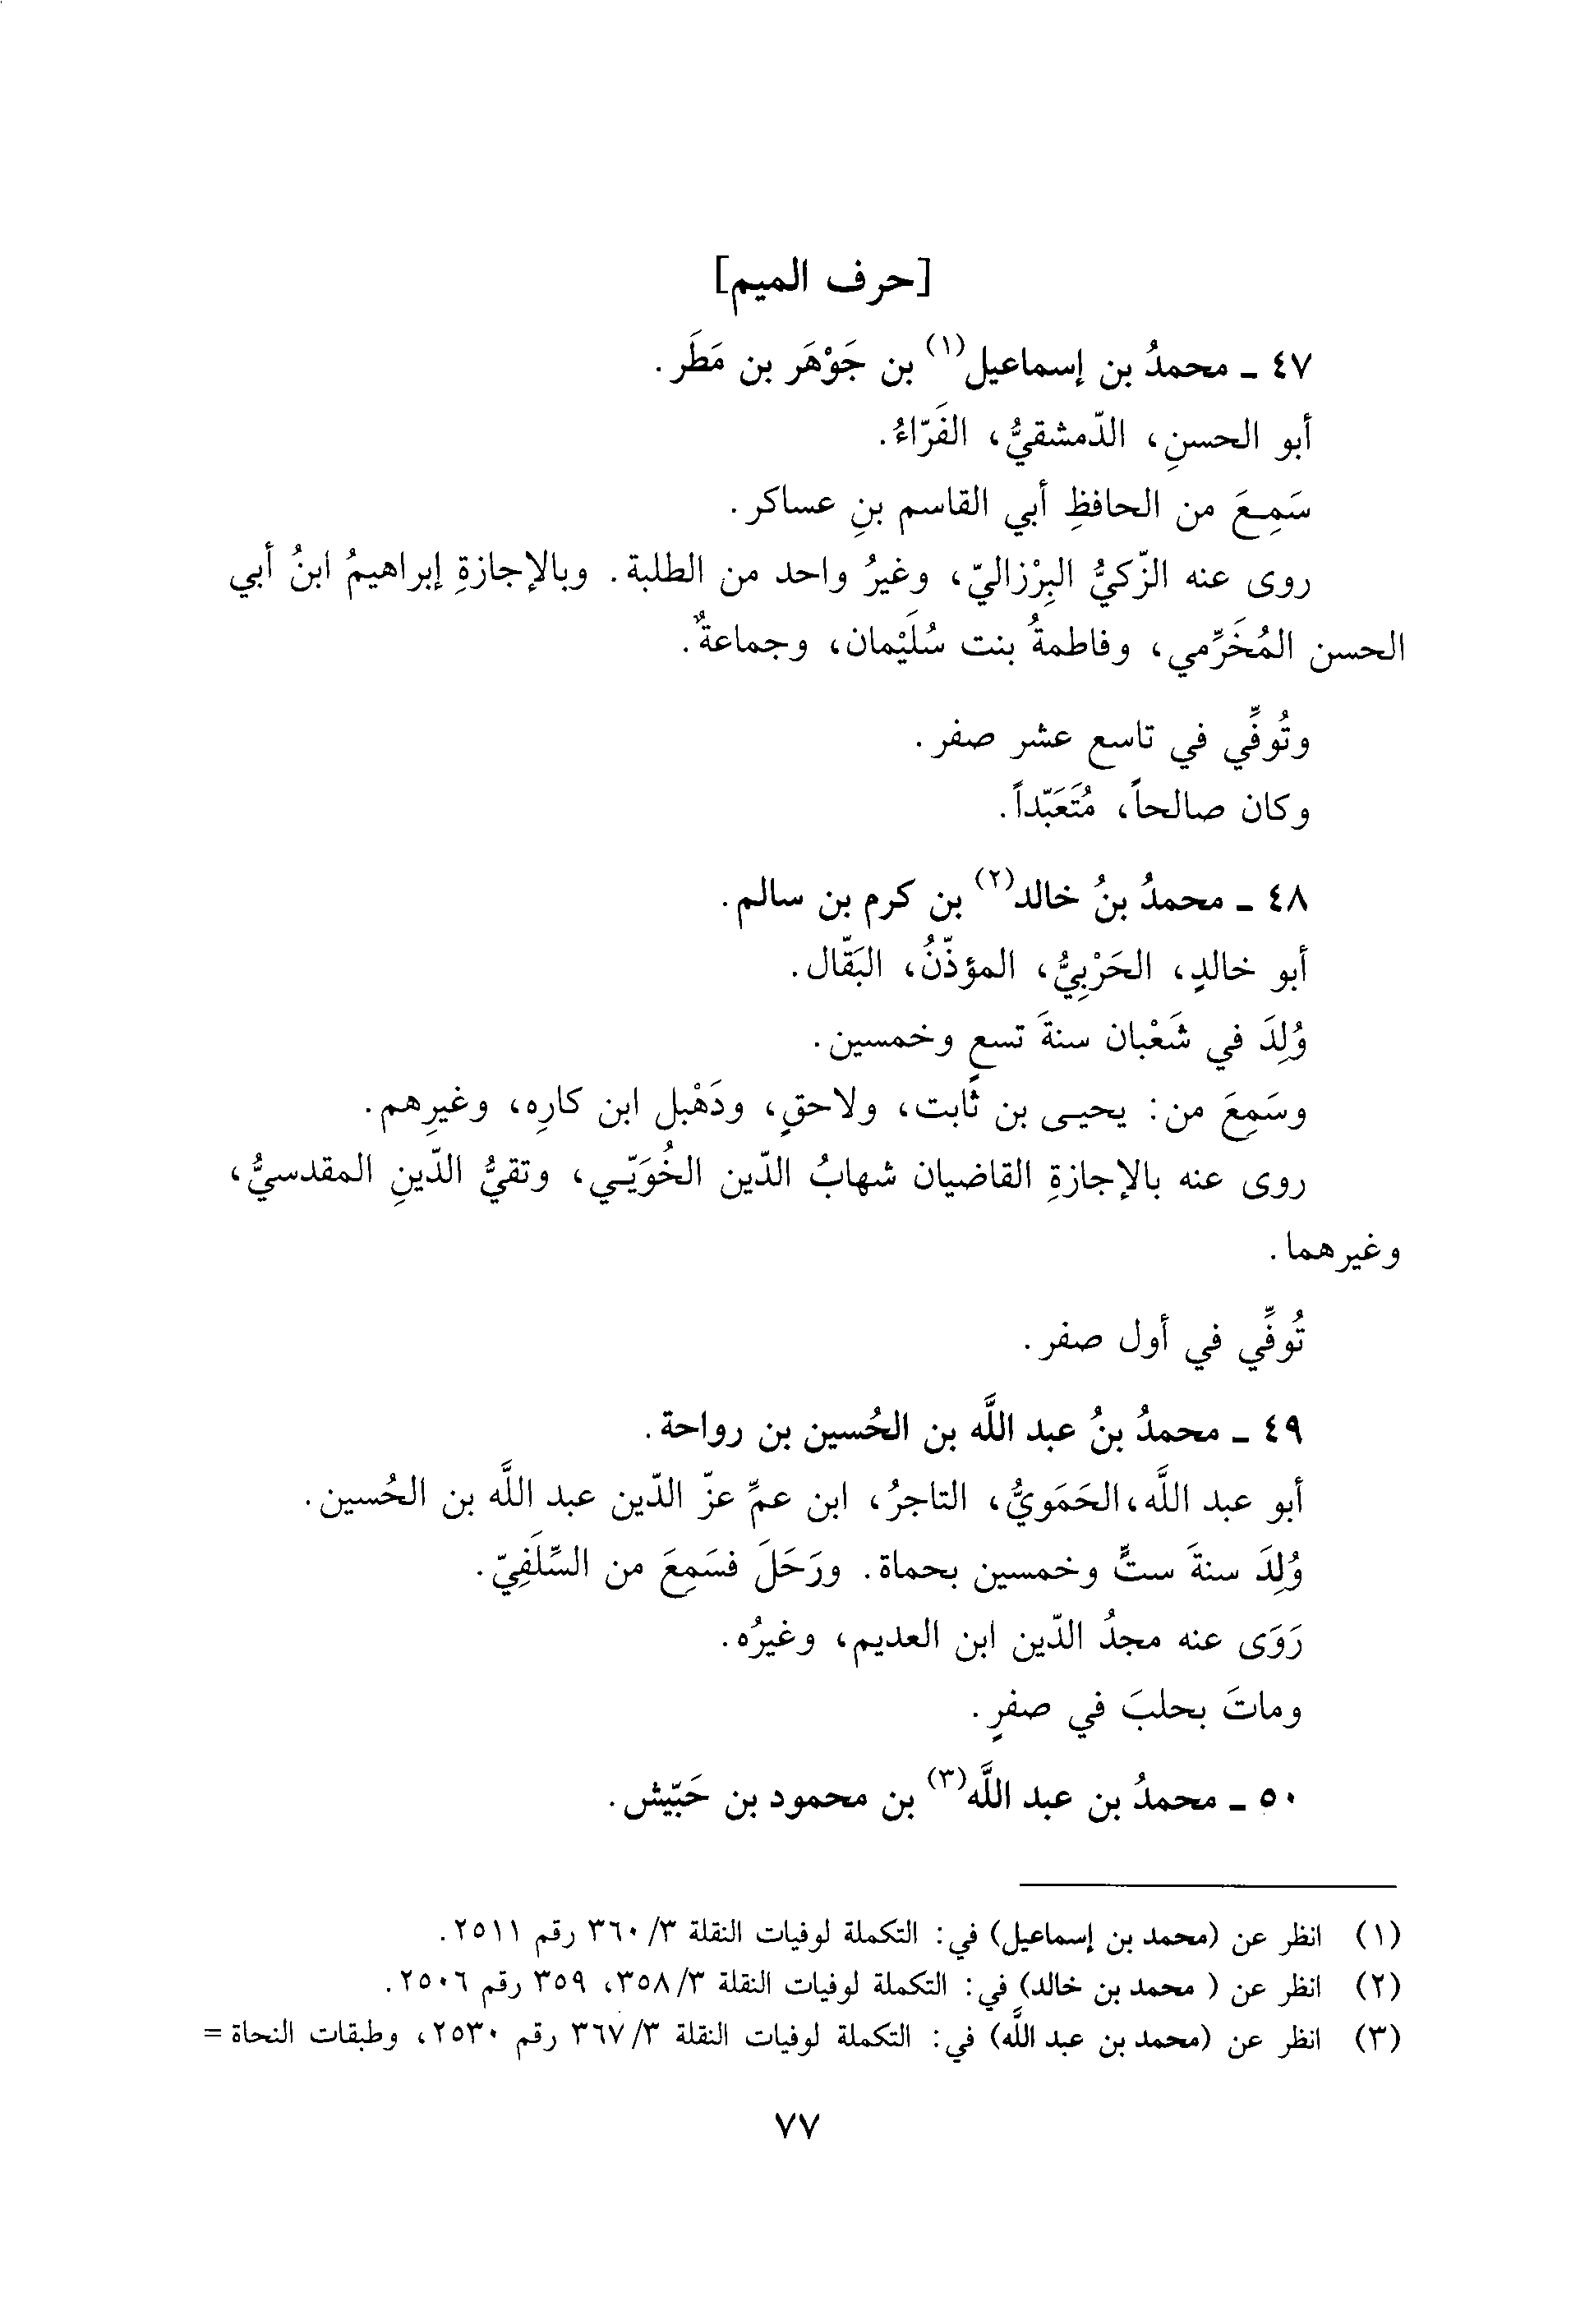 [حرف الميم]
٤٧ ـ محمدُ بن إسماعيل(١) بن جَوْهَر بن مَطَر.
أبو الحسنِ، الدّمشقيُّ، الفَرّاءُ.
سَمِـعَ من الحافظِ أبي القاسم بنِ عساكر.
روى عنه الزّكيُّ البِرْزاليّ، وغيرُ واحد من الطلبة. وبالإجازةِ إبراهيمُ ابنُ أبي
الحسن المُخَرِّمي، وفاطمةُ بنت سُلَيْمان، وجماعةٌ.
وتُوفِّي في تاسع عشر صفر.
وكان صالحاً، مُتَعَبّداً.
٤٨ ـ محمدُ بنُ خالد(٢) بن كرم بن سالم.
أبو خالدٍ، الحَرْبِيُّ، المؤذّنُ، البَقّال.
وُلِدَ في شَعْبان سنةَ تسعٍ وخمسين.
وسَمِعَ من: يحيـى بن ثابت، ولاحقٍ، ودَهْبل ابن كارِه، وغيرِهم.
روى عنه بالإجازةِ القاضيان شهابُ الدّين الخُوَيّـي، وتقيُّ الدّينِ المقدسيُّ،
وغيرهما.
تُوفِّي في أول صفر.
٤٩ ـ محمدُ بنُ عبد اللَّه بن الحُسين بن رواحة.
أبو عبد اللَّه، الحَمَويُّ، التاجرُ، ابن عمِّ عزّ الدّين عبد اللَّه بن الحُسين.
وُلِدَ سنةَ ستٍّ وخمسين بحماة. ورَحَلَ فسَمِعَ من السِّلَفِيّ.
رَوَى عنه مجدُ الدّين ابن العديم، وغيرُه.
وماتَ بحلبَ في صفرٍ.
٥٠ ـ محمدُ بن عبد اللَّه(٣) بن محمود بن حَبّيش.
(١) انظر عن (محمد بن إسماعيل) في: التكملة لوفيات النقلة ٣/ ٣٦٠ رقم ٢٥١١.
(٢) انظر عن ( محمد بن خالد) في: التكملة لوفيات النقلة ٣/ ٣٥٨، ٣٥٩ رقم ٢٥٠٦.
(٣) انظر عن (محمد بن عبد اللَّه) في: التكملة لوفيات النقلة ٣/ ٣٦٧ رقم ٢٥٣٠، وطبقات النحاة =
٧٧